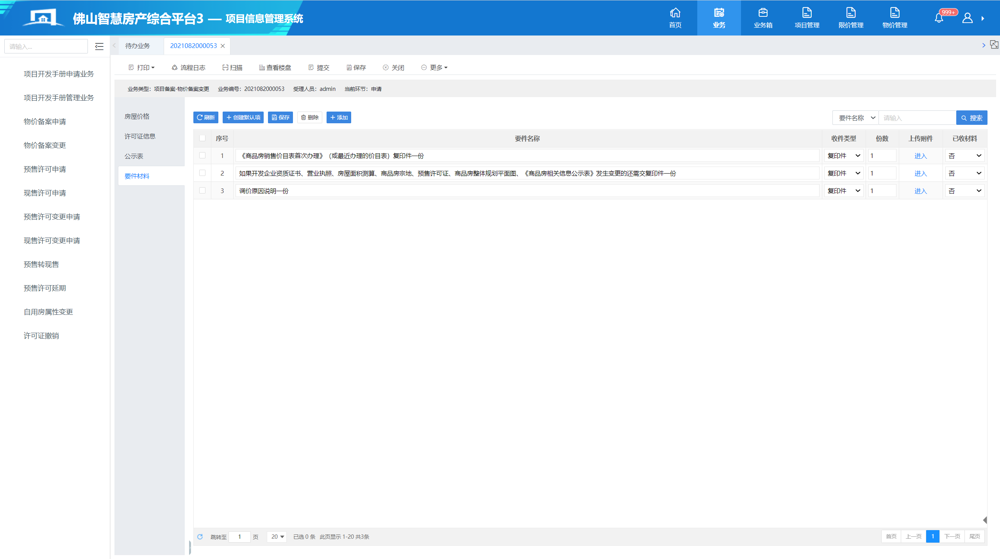 佛山智慧房产综合平台3 — 项目信息管理系统
首页 业务 业务箱 项目管理 限价管理 物价管理 999+
请输入...
待办业务 2021082000053
打印 流程日志 扫描 查看楼盘 提交 保存 关闭 更多
业务类型：项目备案-物价备案变更 业务编号：2021082000053 受理人员：admin 当前环节：申请
项目开发手册申请业务
项目开发手册管理业务
物价备案申请
物价备案变更
预售许可申请
现售许可申请
预售许可变更申请
现售许可变更申请
预售转现售
预售许可延期
自用房属性变更
许可证撤销
房屋价格
许可证信息
公示表
要件材料
刷新 创建默认项 保存 删除 添加 要件名称 请输入 搜索
序号 要件名称 收件类型 份数 上传附件 已收材料
1 《商品房销售价目表首次办理》（或最近办理的价目表）复印件一份 复印件 1 进入 否
2 如果开发企业资质证书、营业执照、房屋面积测算、商品房宗地、预售许可证、商品房整体规划平面图、《商品房相关信息公示表》发生变更的还需交复印件一份 复印件 1 进入 否
3 调价原因说明一份 复印件 1 进入 否
跳转至 1 页 20 已选 0 条 此页显示 1-20 共3条 首页 上一页 1 下一页 尾页